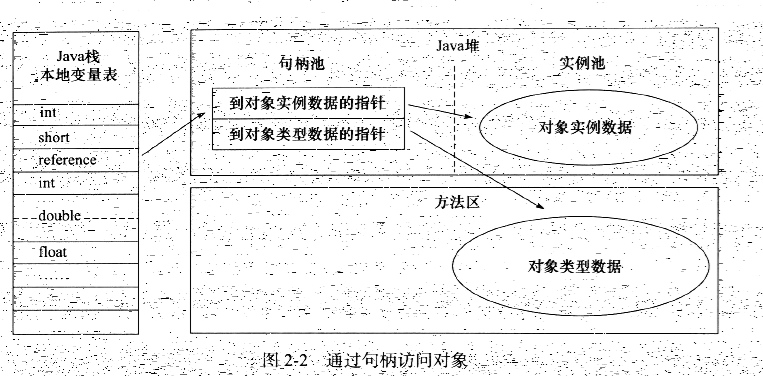 Java栈
本地变量表
int
short
reference
int
double
float
……
Java堆
句柄池
实例池
到对象实例数据的指针
到对象类型数据的指针
对象实例数据
方法区
对象类型数据
图2-2 通过句柄访问对象